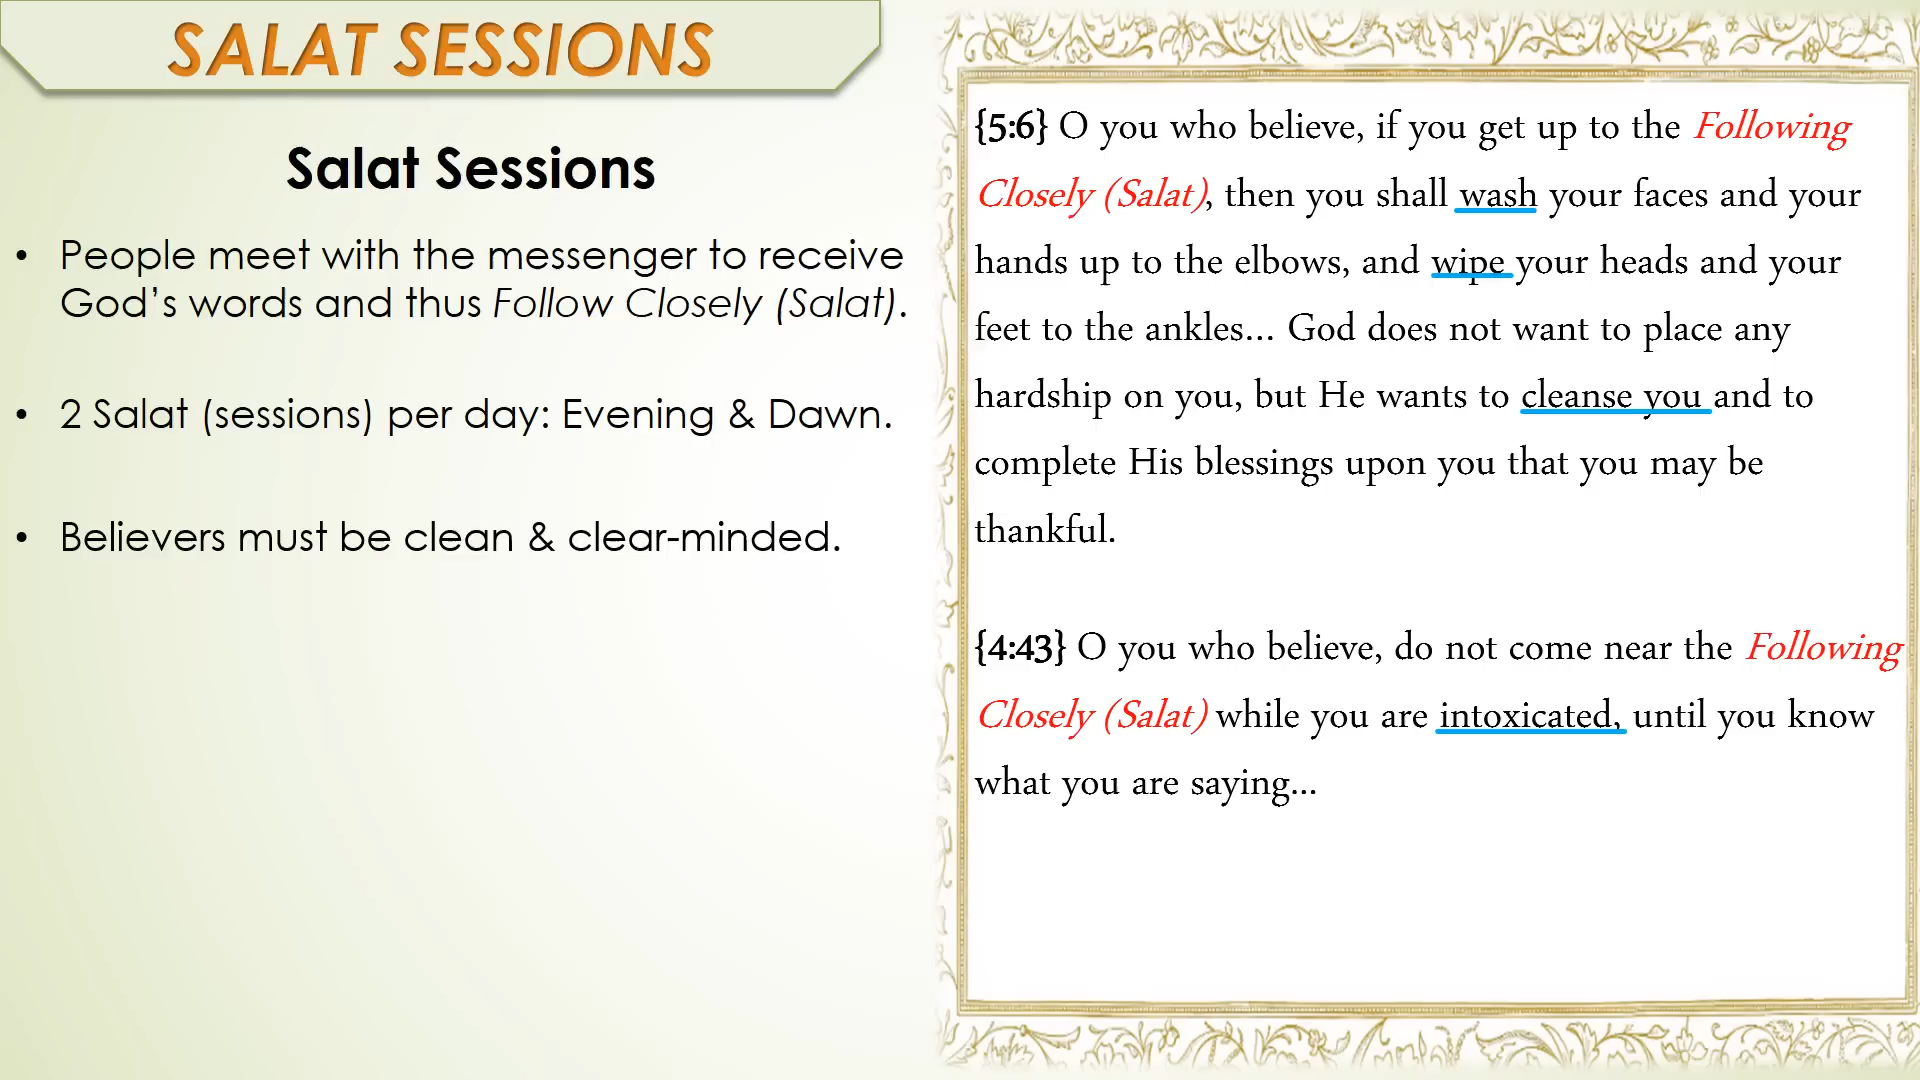 SALAT SESSIONS
Salat Sessions
• People meet with the messenger to receive
God’s words and thus Follow Closely (Salat).
• 2 Salat (sessions) per day: Evening & Dawn.
• Believers must be clean & clear-minded.
{5:6} O you who believe, if you get up to the Following
Closely (Salat), then you shall wash your faces and your
hands up to the elbows, and wipe your heads and your
feet to the ankles... God does not want to place any
hardship on you, but He wants to cleanse you and to
complete His blessings upon you that you may be
thankful.
{4:43} O you who believe, do not come near the Following
Closely (Salat) while you are intoxicated, until you know
what you are saying...